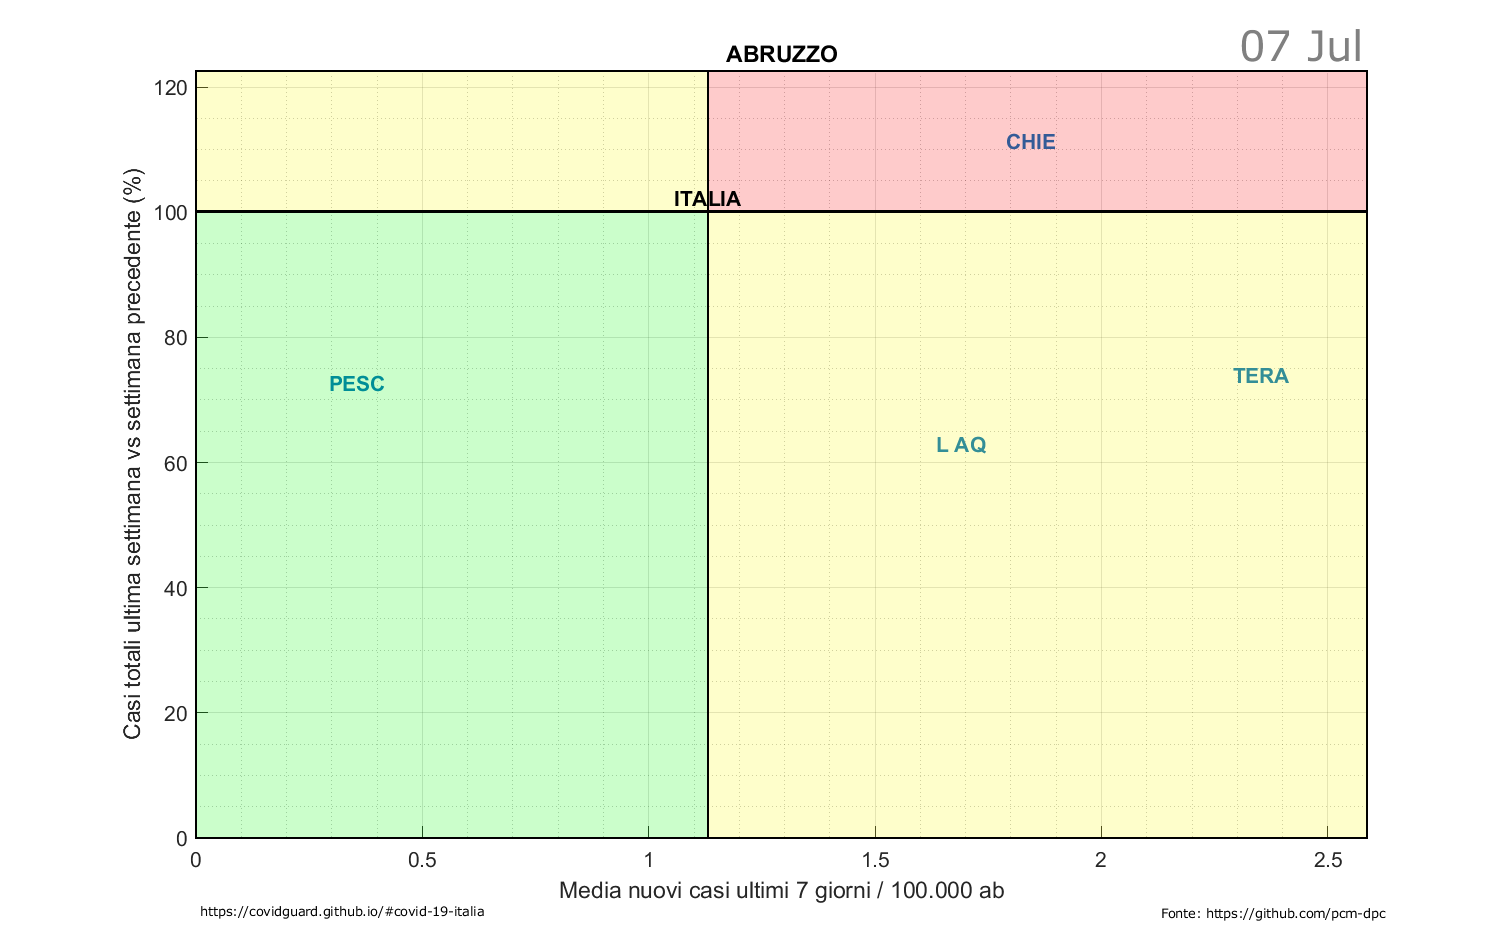 07 Jul
ABRUZZO
120
CHIE
ITALIA
100
80
TERA
PESC
L AQ
60
40
20
0
Casi totali ultima settimana vs settimana precedente (%)
0 0.5 1 1.5 2 2.5
Media nuovi casi ultimi 7 giorni / 100.000 ab
https://covidguard.github.io/#covid-19-italia
Fonte: https://github.com/pcm-dpc